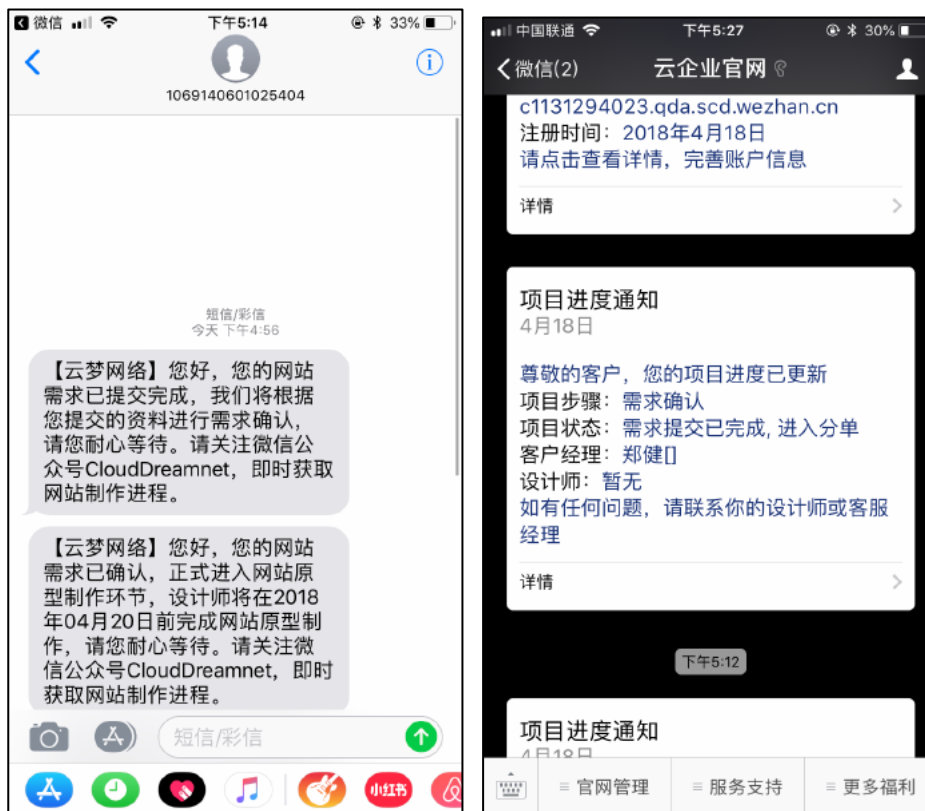 微信
下午5:14
33%
1069140601025404
短信/彩信
今天 下午4:56
【云梦网络】您好，您的网站
需求已提交完成，我们将根据
您提交的资料进行需求确认，
请您耐心等待。请关注微信公
众号CloudDreamnet，即时获取
网站制作进程。
【云梦网络】您好，您的网站
需求已确认，正式进入网站原
型制作环节，设计师将在2018
年04月20日前完成网站原型制
作，请您耐心等待。请关注微
信公众号CloudDreamnet，即时
获取网站制作进程。
短信/彩信
小红书
中国联通
下午5:27
30%
微信(2)
云企业官网
c1131294023.qda.scd.wezhan.cn
注册时间：2018年4月18日
请点击查看详情，完善账户信息
详情
项目进度通知
4月18日
尊敬的客户，您的项目进度已更新
项目步骤：需求确认
项目状态：需求提交已完成, 进入分单
客户经理：郑健[]
设计师：暂无
如有任何问题，请联系你的设计师或客服
经理
详情
下午5:12
项目进度通知
4月18日
官网管理
服务支持
更多福利